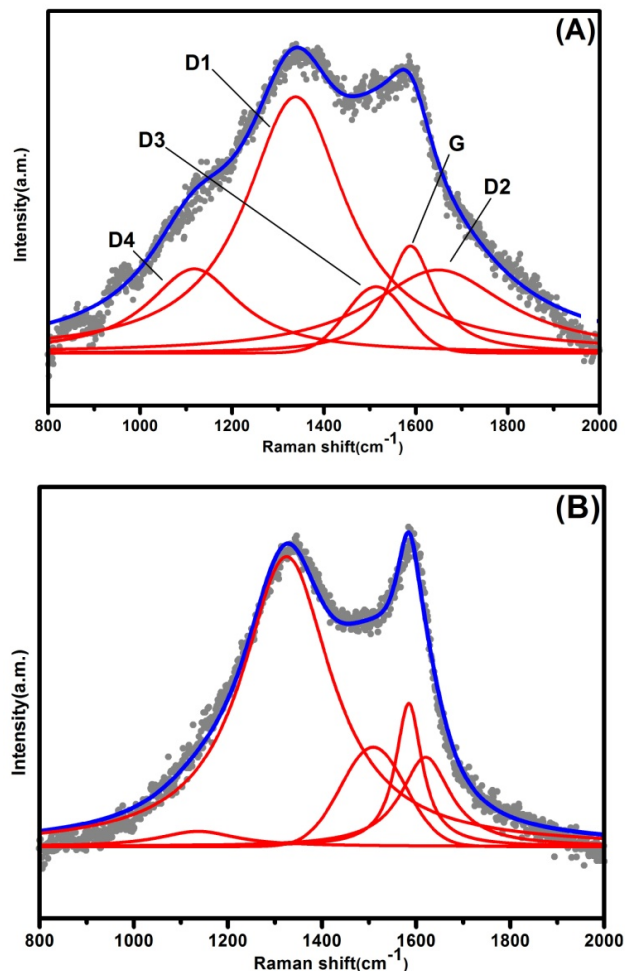 (A)
D1
D3
G
D2
D4
Intensity(a.m.)
800 1000 1200 1400 1600 1800 2000
Raman shift(cm⁻¹)
(B)
Intensity(a.m.)
800 1000 1200 1400 1600 1800 2000
Raman shift(cm⁻¹)